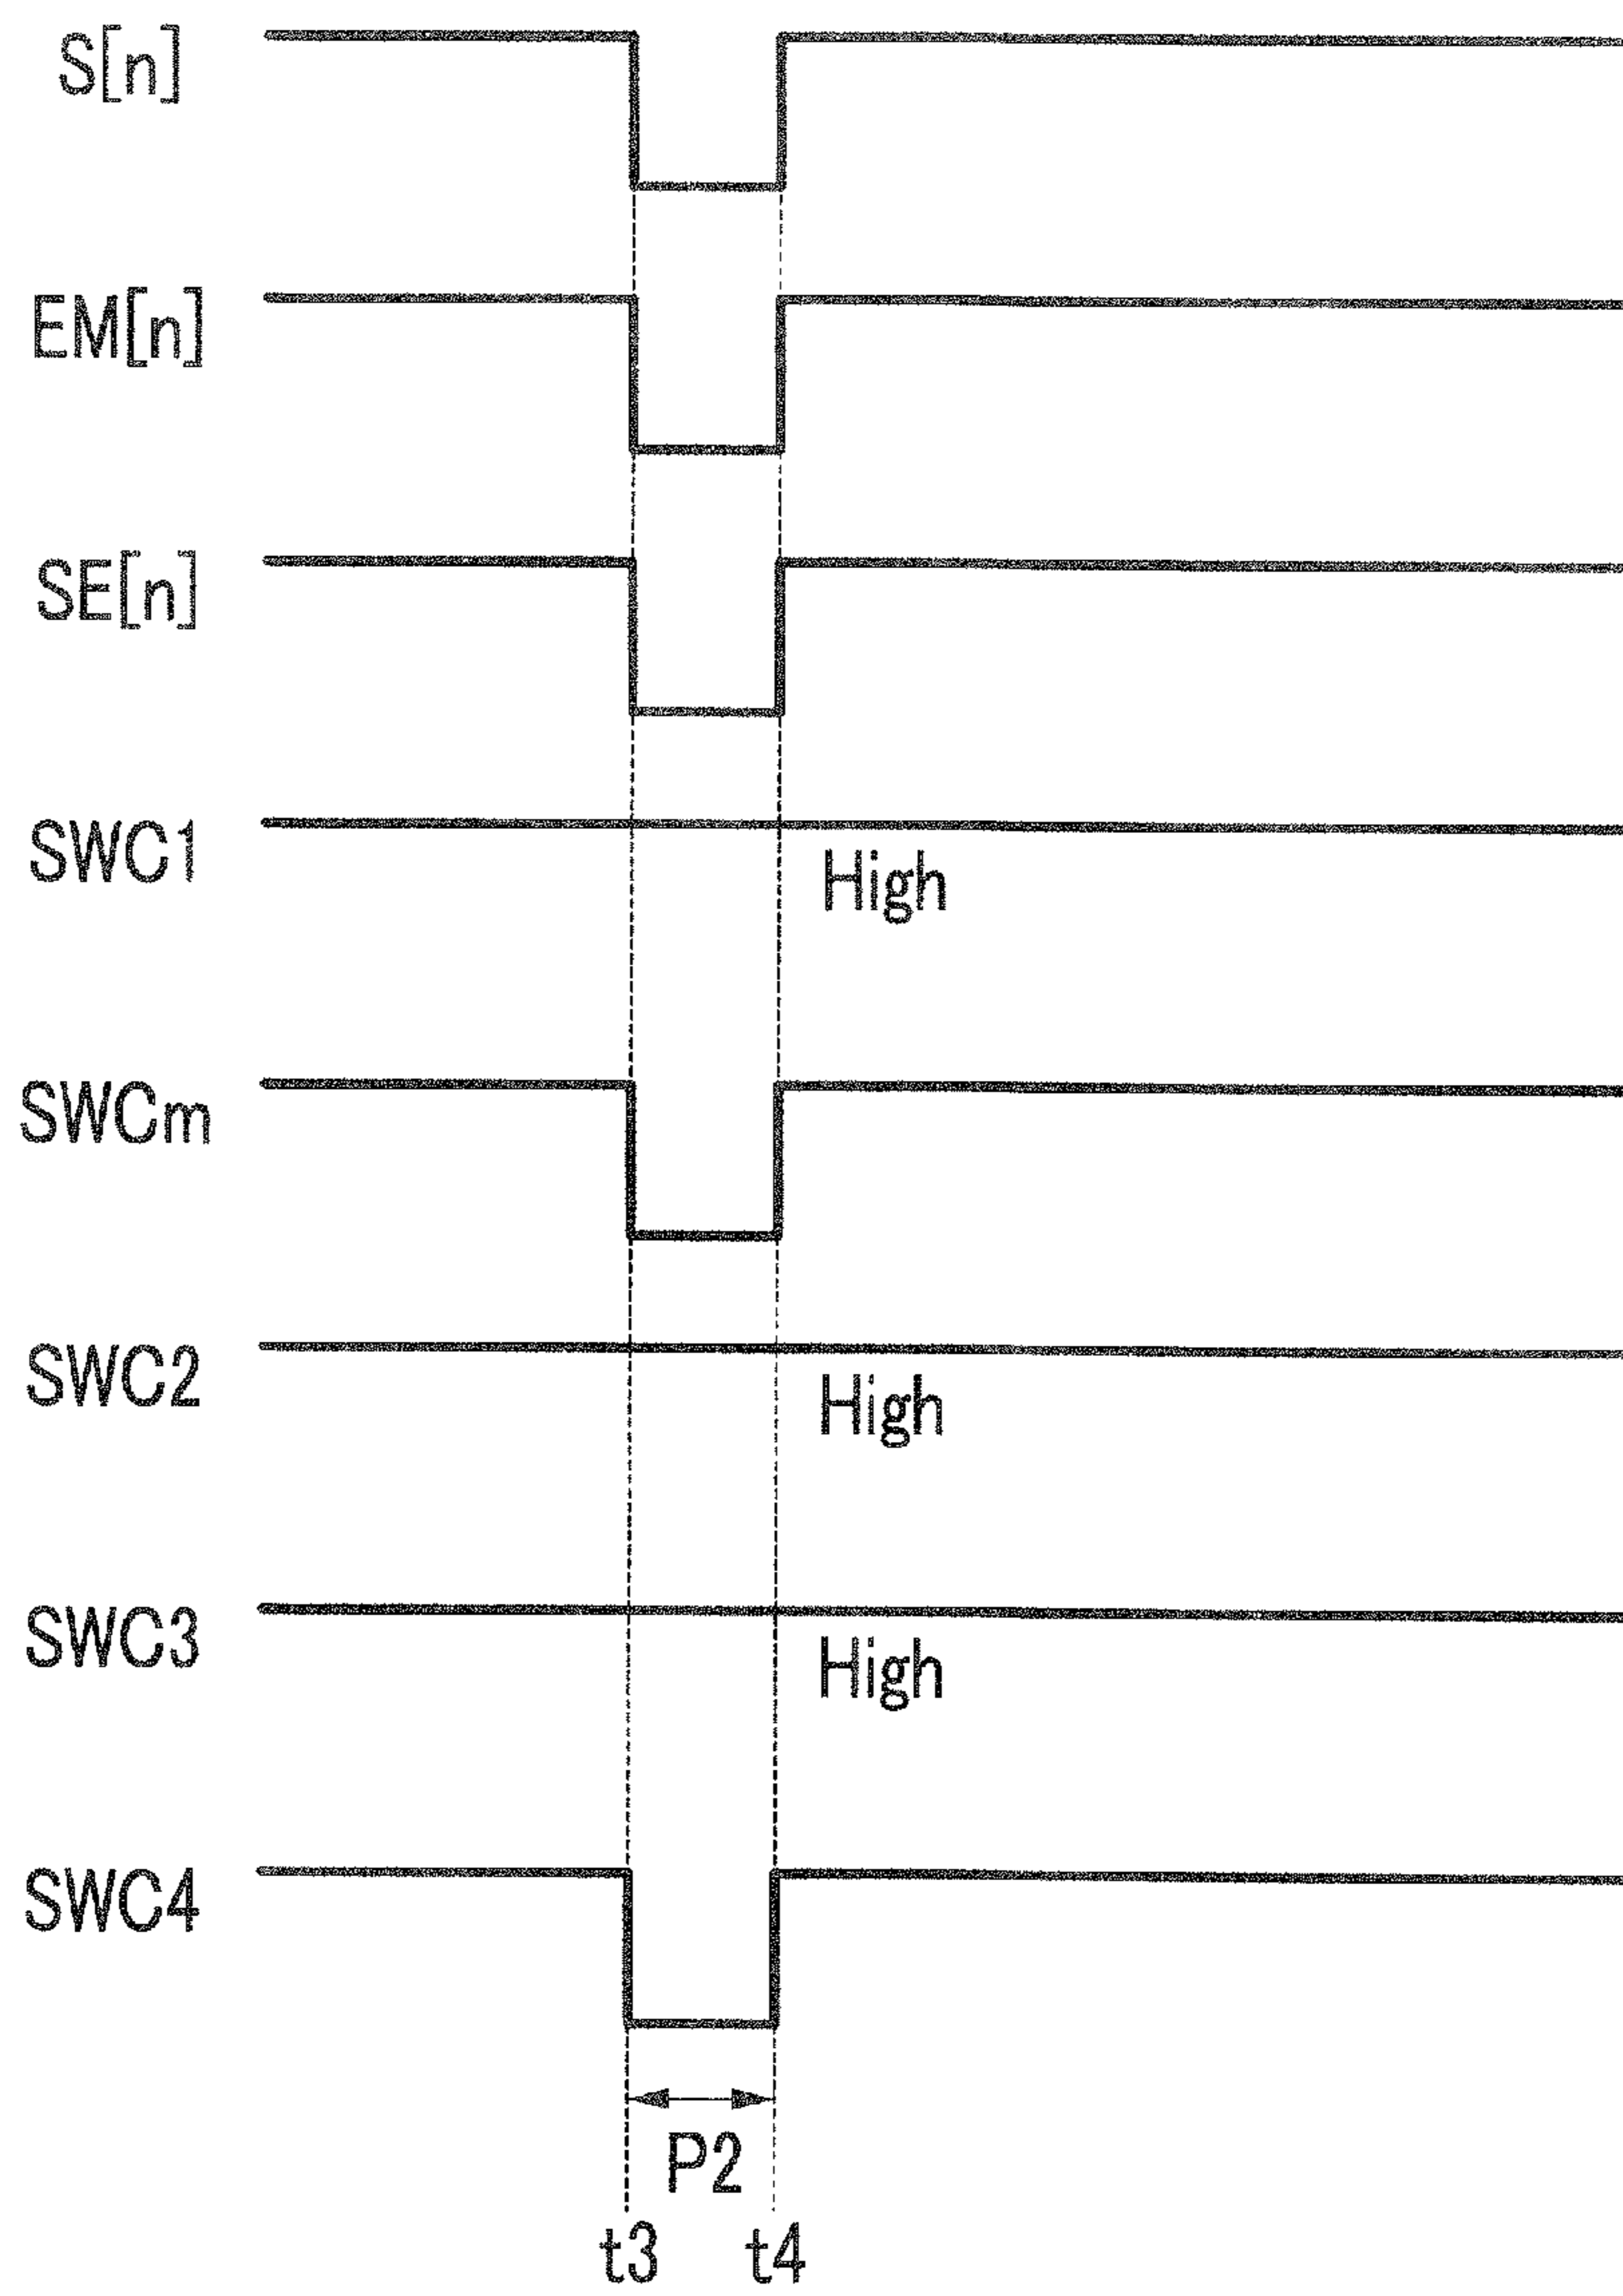 S[n]
EM[n]
SE[n]
SWC1
High
SWCm
SWC2
High
SWC3
High
SWC4
P2
t3 t4